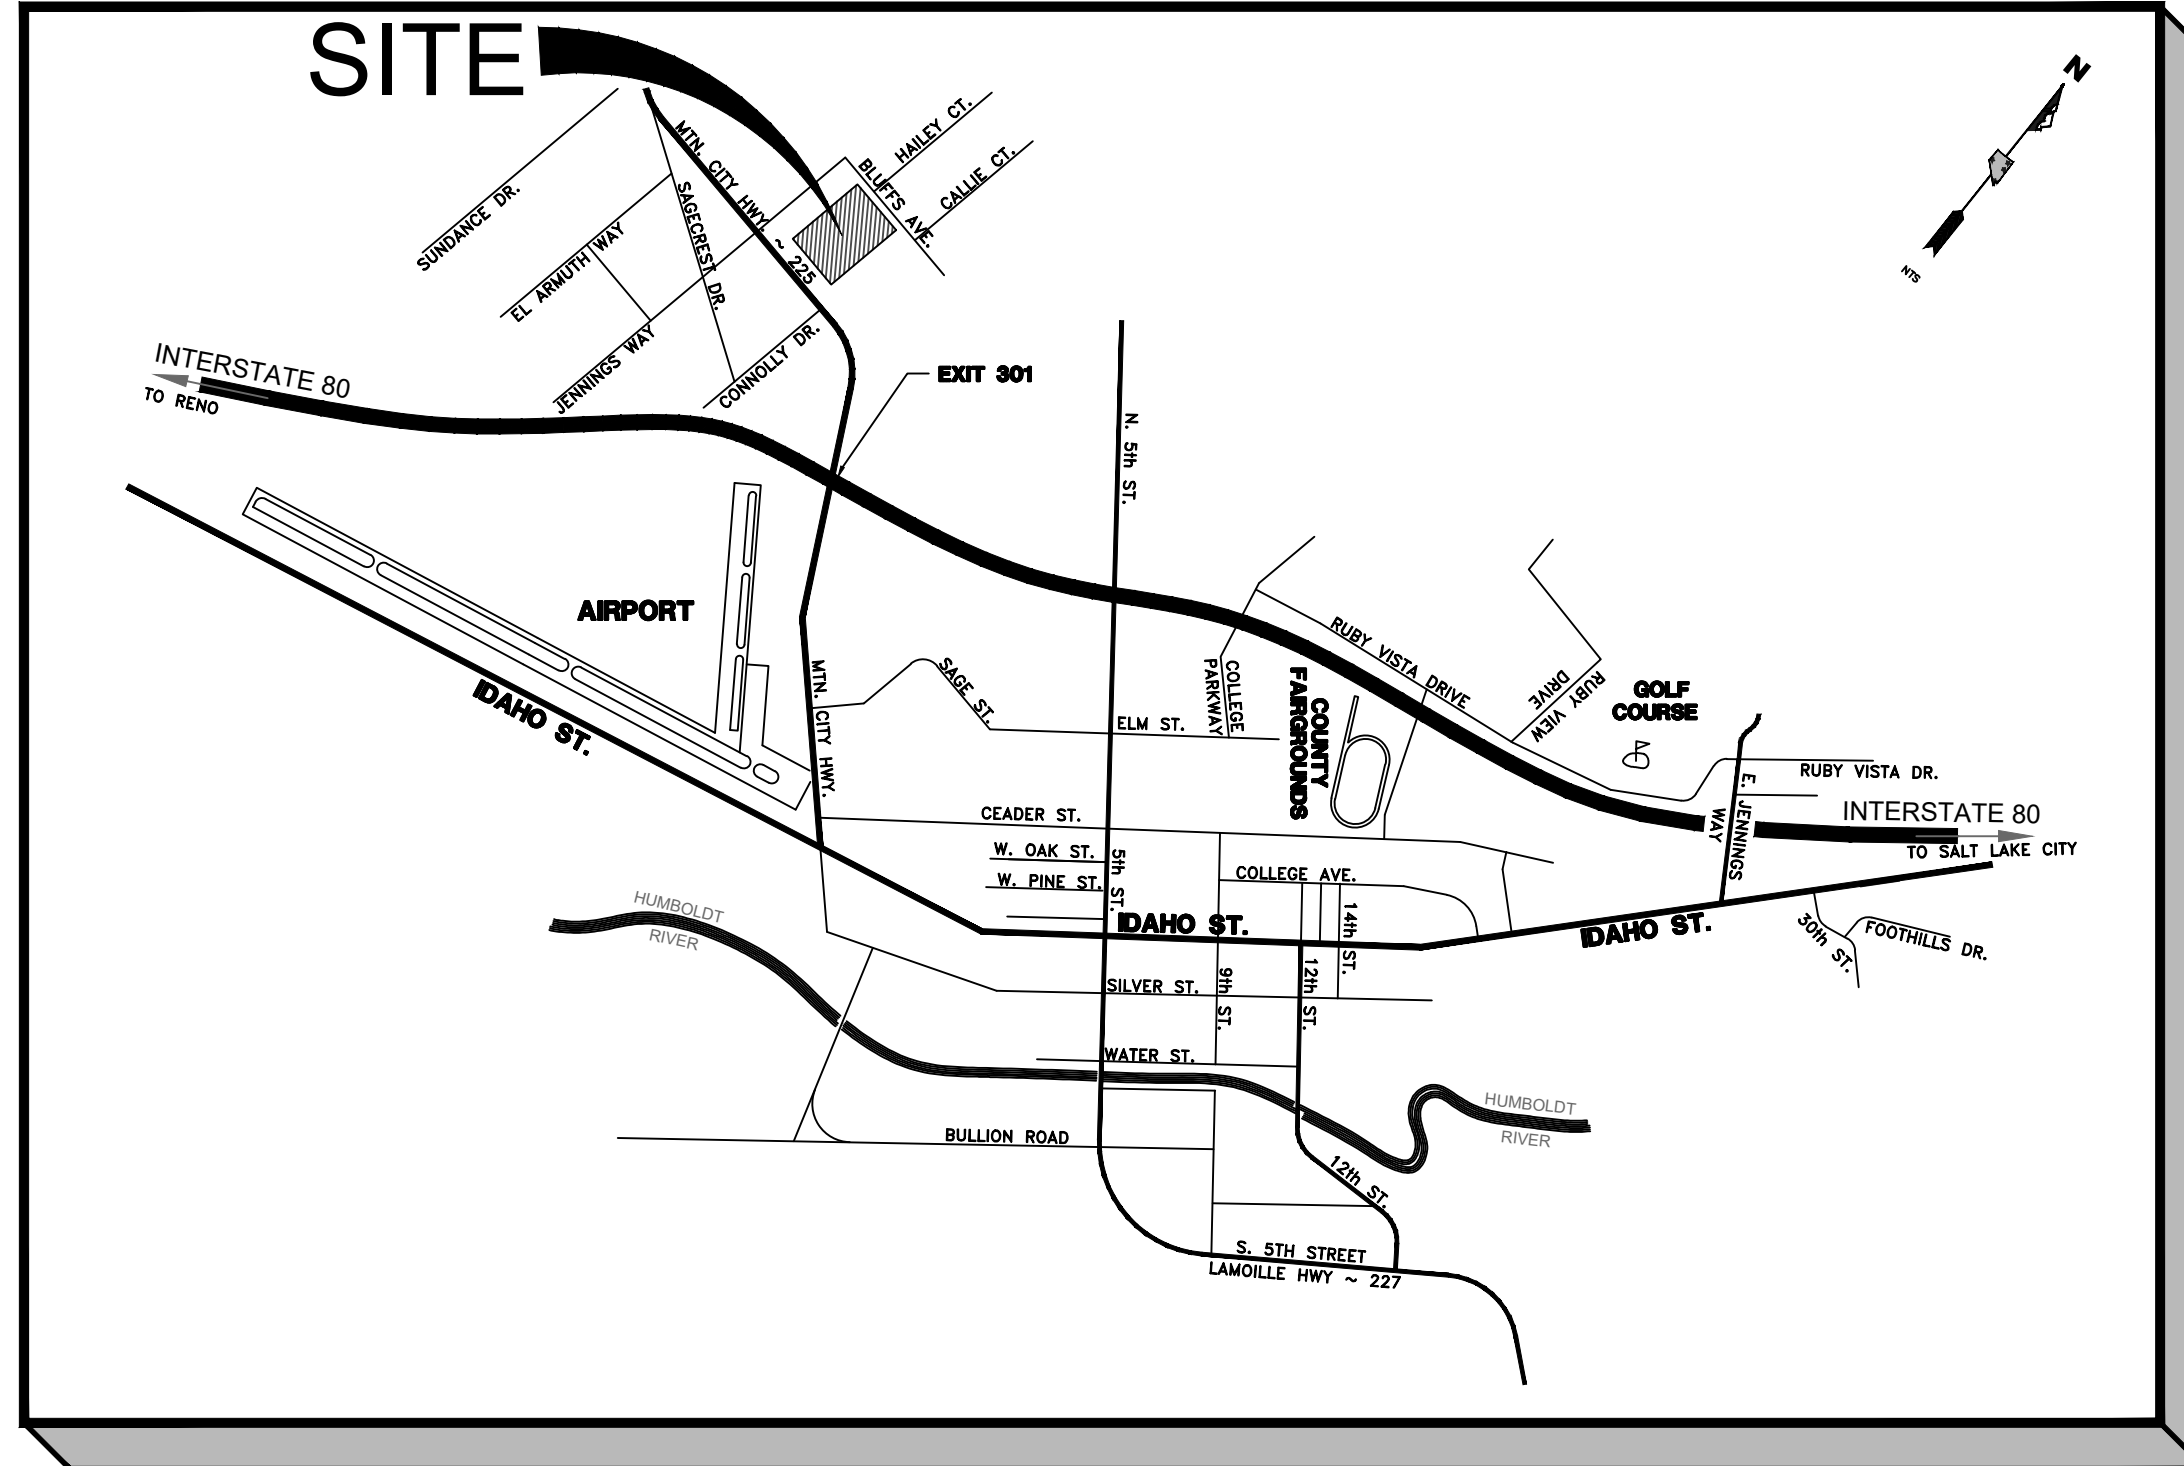 SITE
N
NTS
HAILEY CT.
CALLIE CT.
BLUFFS AVE.
MTN. CITY HWY. ~ 225
SAGECREST DR.
SUNDANCE DR.
EL ARMUTH WAY
JENNINGS WAY
CONNOLLY DR.
INTERSTATE 80
TO RENO
EXIT 301
N. 5th ST.
AIRPORT
IDAHO ST.
MTN. CITY HWY.
SAGE ST.
ELM ST.
COLLEGE
PARKWAY
COUNTY
FAIRGROUNDS
RUBY VISTA DRIVE
RUBY VIEW
DRIVE
GOLF
COURSE
RUBY VISTA DR.
E. JENNINGS
WAY
INTERSTATE 80
TO SALT LAKE CITY
CEADER ST.
W. OAK ST.
W. PINE ST.
5th ST.
COLLEGE AVE.
IDAHO ST.
14th ST.
IDAHO ST.
30th ST.
FOOTHILLS DR.
HUMBOLDT
RIVER
SILVER ST.
9th ST.
12th ST.
WATER ST.
HUMBOLDT
RIVER
BULLION ROAD
12th ST.
S. 5TH STREET
LAMOILLE HWY ~ 227